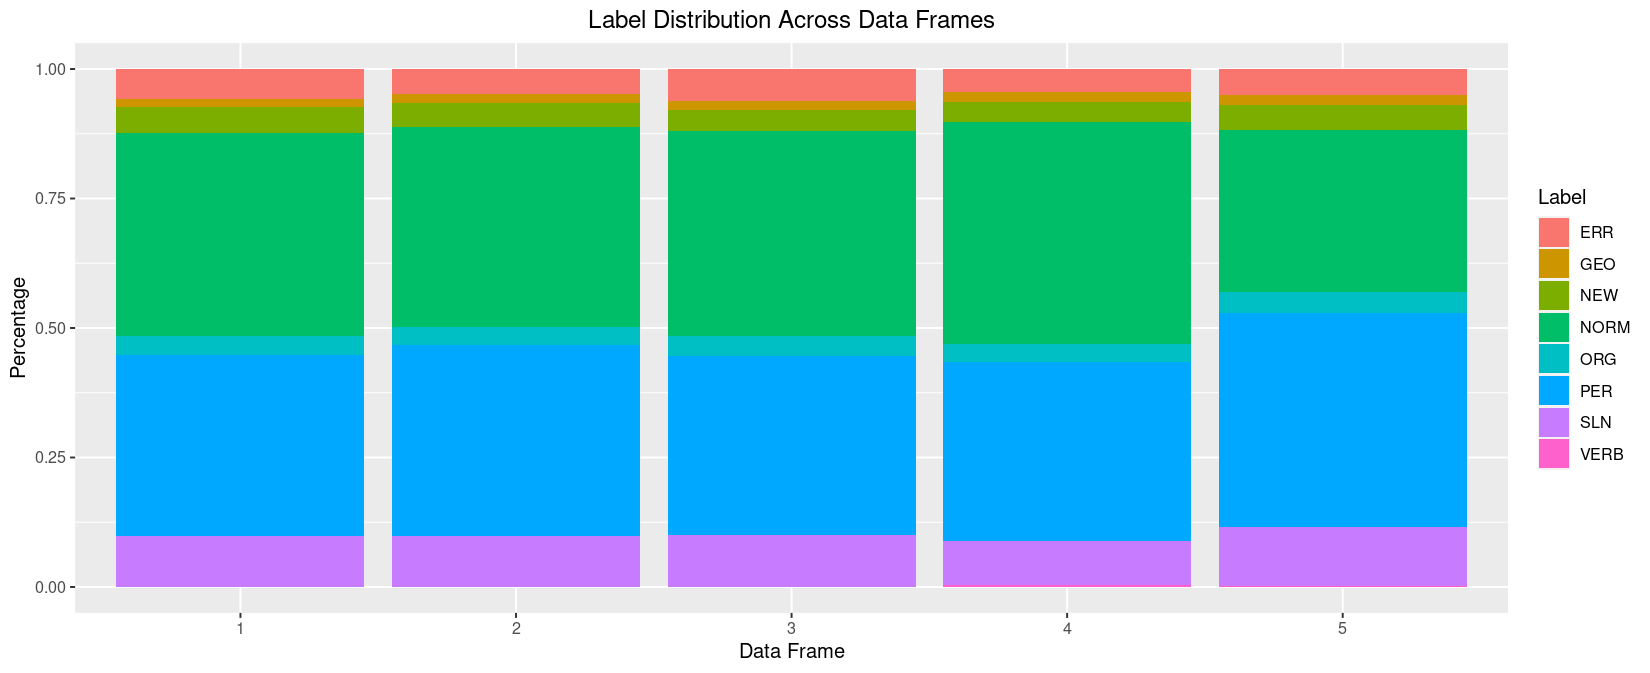 Label Distribution Across Data Frames
Percentage
1.00
0.75
0.50
0.25
0.00
1 2 3 4 5
Data Frame
Label
ERR
GEO
NEW
NORM
ORG
PER
SLN
VERB